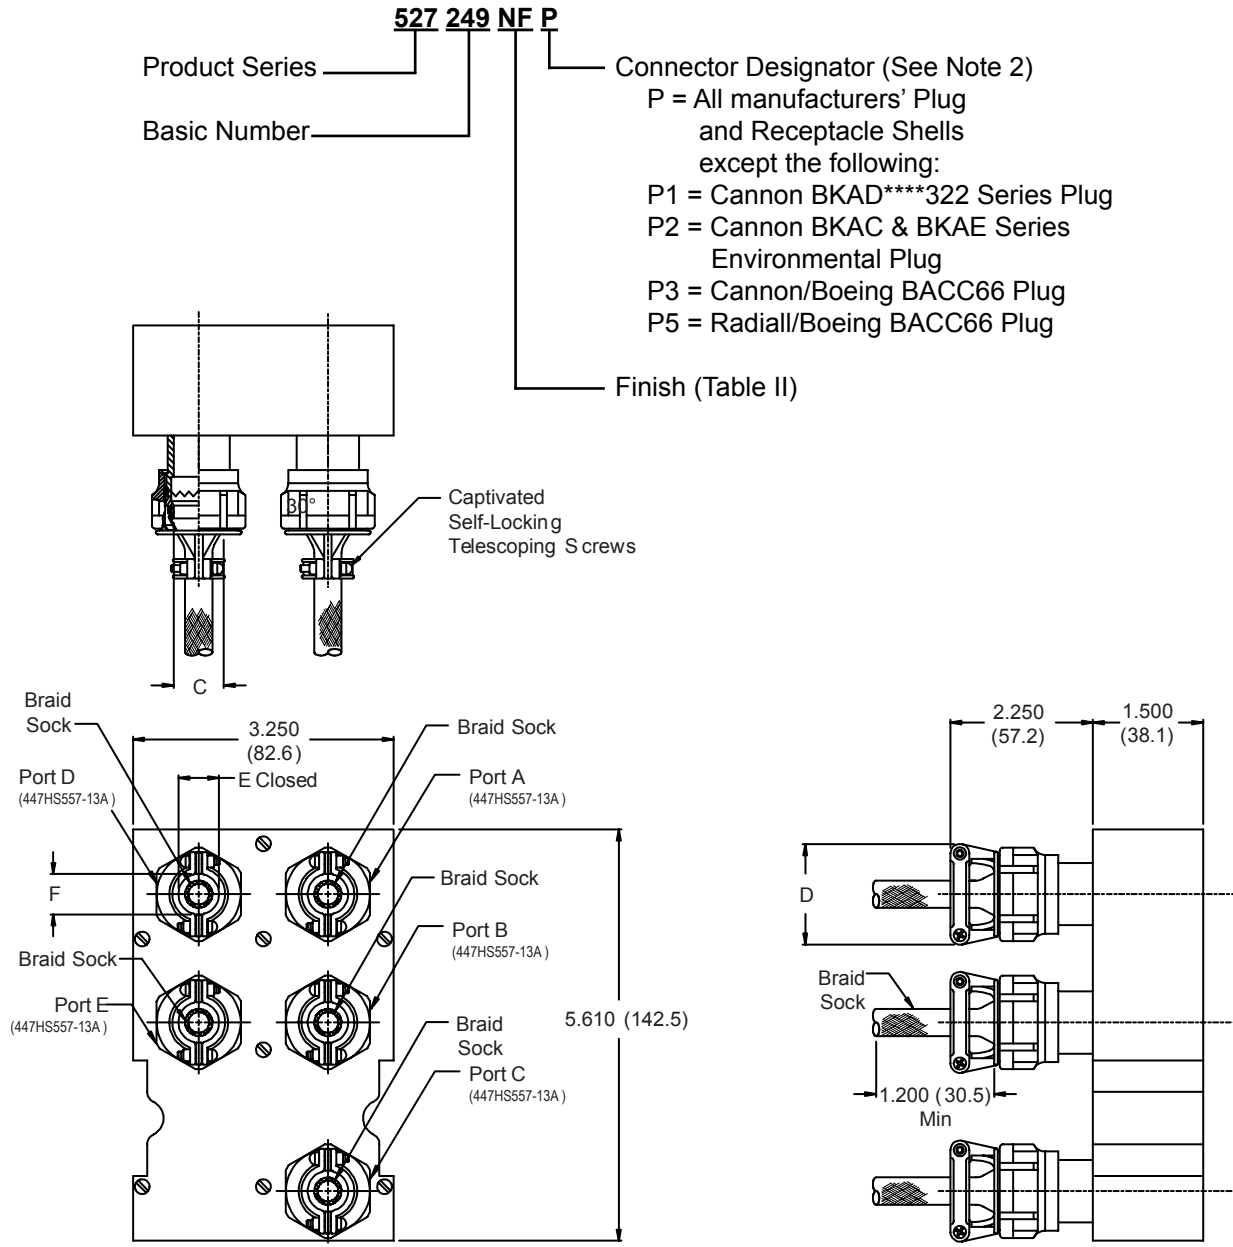 527 249 NF P
Product Series
Connector Designator (See Note 2)
P = All manufacturers' Plug
and Receptacle Shells
except the following:
Basic Number
P1 = Cannon BKAD****322 Series Plug
P2 = Cannon BKAC & BKAE Series
Environmental Plug
P3 = Cannon/Boeing BACC66 Plug
P5 = Radiall/Boeing BACC66 Plug
Finish (Table II)
30°
Captivated
Self-Locking
Telescoping Screws
C
Braid
Sock
3.250
(82.6)
Braid Sock
E Closed
Port D
(447HS557-13A)
Port A
(447HS557-13A)
F
Braid Sock
Port B
(447HS557-13A)
Braid Sock
Port E
(447HS557-13A)
Braid
Sock
Port C
(447HS557-13A)
5.610 (142.5)
2.250
(57.2)
1.500
(38.1)
D
Braid
Sock
1.200 (30.5)
Min